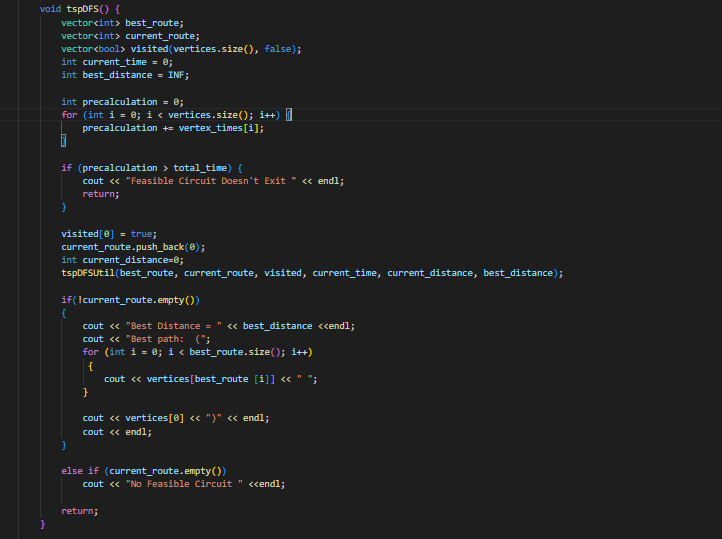 void tspDFS() {
vector<int> best_route;
vector<int> current_route;
vector<bool> visited(vertices.size(), false);
int current_time = 0;
int best_distance = INF;
int precalculation = 0;
for (int i = 0; i < vertices.size(); i++) {
precalculation += vertex_times[i];
}
if (precalculation > total_time) {
cout << "Feasible Circuit Doesn't Exit " << endl;
return;
}
visited[0] = true;
current_route.push_back(0);
int current_distance=0;
tspDFSUtil(best_route, current_route, visited, current_time, current_distance, best_distance);
if(!current_route.empty())
{
cout << "Best Distance = " << best_distance <<endl;
cout << "Best path:  (";
for (int i = 0; i < best_route.size(); i++)
{
cout << vertices[best_route [i]] << " ";
}
cout << vertices[0] << ")" << endl;
cout << endl;
}
else if (current_route.empty())
cout << "No Feasible Circuit " <<endl;
return;
}